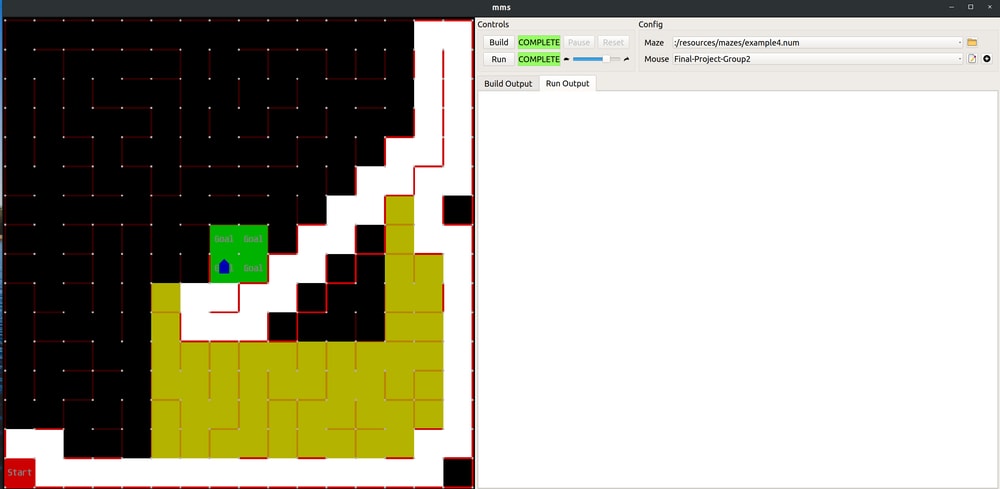 mms
Controls
Config
Build COMPLETE Pause Reset
Run COMPLETE
Maze :/resources/mazes/example4.num
Mouse Final-Project-Group2
Build Output Run Output
Goal Goal
Goal
Start